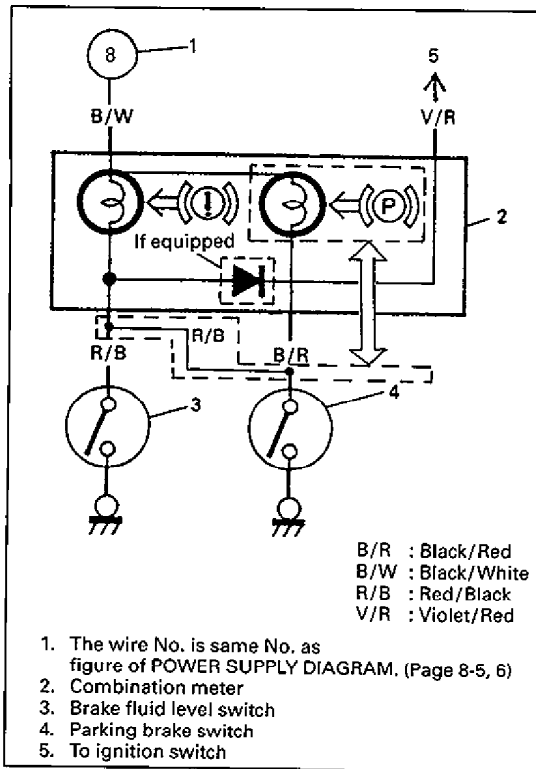 8
1
5
B/W
V/R
!
P
2
If equipped
R/B
R/B
B/R
3
4
B/R : Black/Red
B/W : Black/White
R/B : Red/Black
V/R : Violet/Red
1. The wire No. is same No. as
figure of POWER SUPPLY DIAGRAM. (Page 8-5, 6)
2. Combination meter
3. Brake fluid level switch
4. Parking brake switch
5. To ignition switch